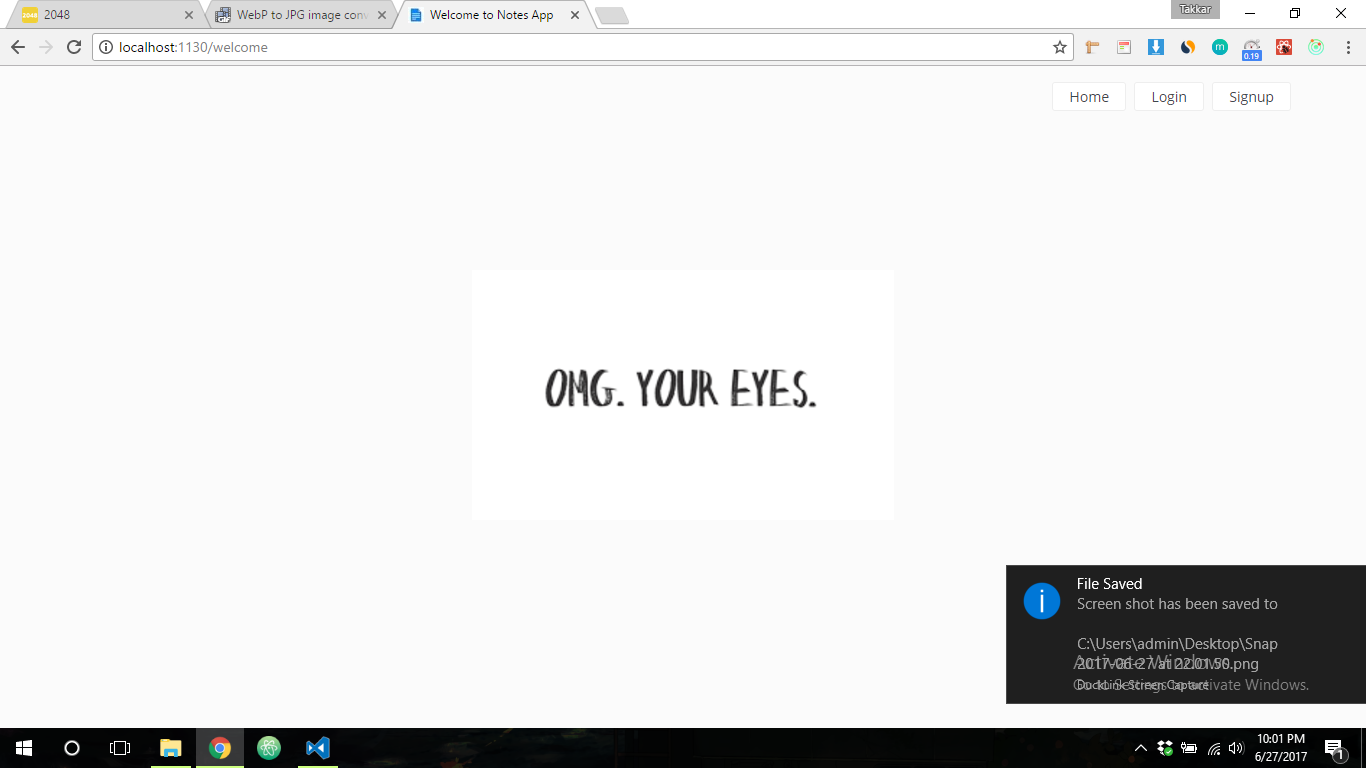 2048
WebP to JPG image conv
Welcome to Notes App
Takkar
localhost:1130/welcome
0.19
Home
Login
Signup
OMG. YOUR EYES.
File Saved
Screen shot has been saved to
C:\Users\admin\Desktop\Snap
2017-06-27 at 22.01.50.png
Activate Windows
Go to Settings to activate Windows.
DuckLink Screen Capture
10:01 PM
6/27/2017
1